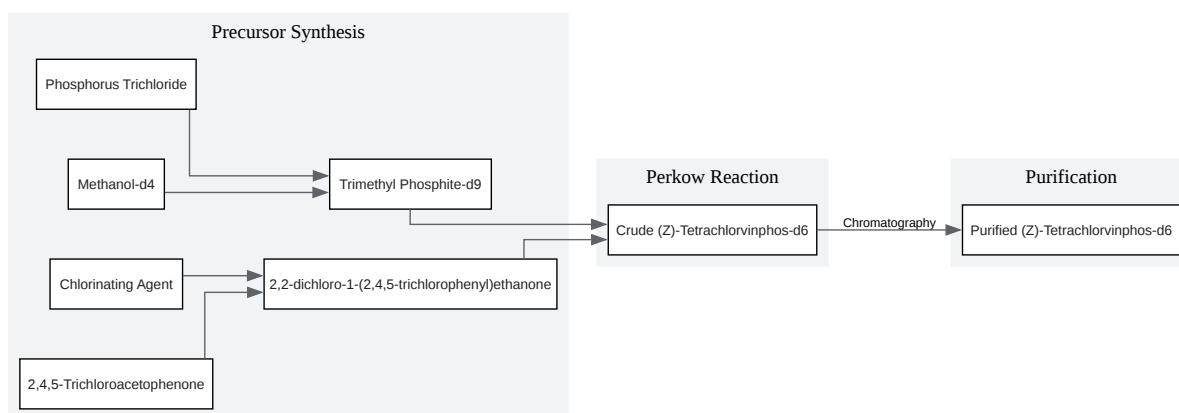 Precursor Synthesis
Phosphorus Trichloride
Methanol-d4
Trimethyl Phosphite-d9
Chlorinating Agent
2,2-dichloro-1-(2,4,5-trichlorophenyl)ethanone
2,4,5-Trichloroacetophenone
Perkow Reaction
Crude (Z)-Tetrachlorvinphos-d6
Chromatography
Purification
Purified (Z)-Tetrachlorvinphos-d6